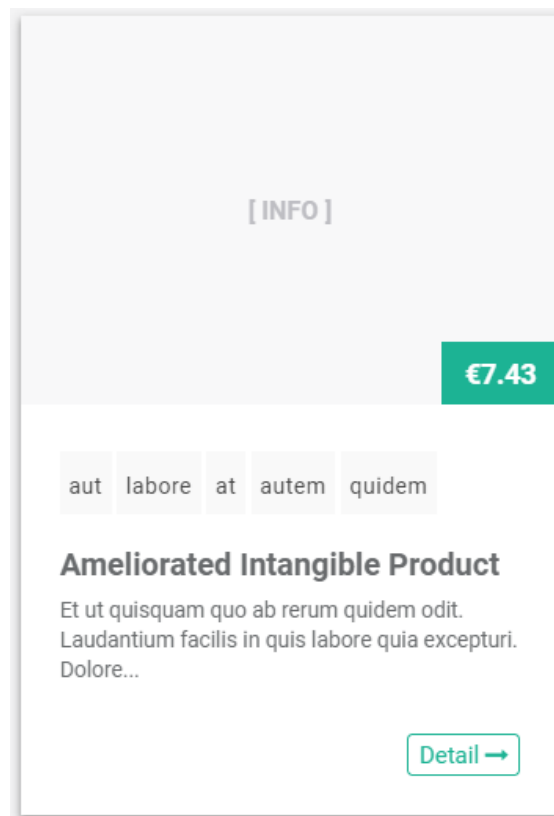 [ INFO ]
€7.43
aut labore at autem quidem
Ameliorated Intangible Product
Et ut quisquam quo ab rerum quidem odit.
Laudantium facilis in quis labore quia excepturi.
Dolore...
Detail